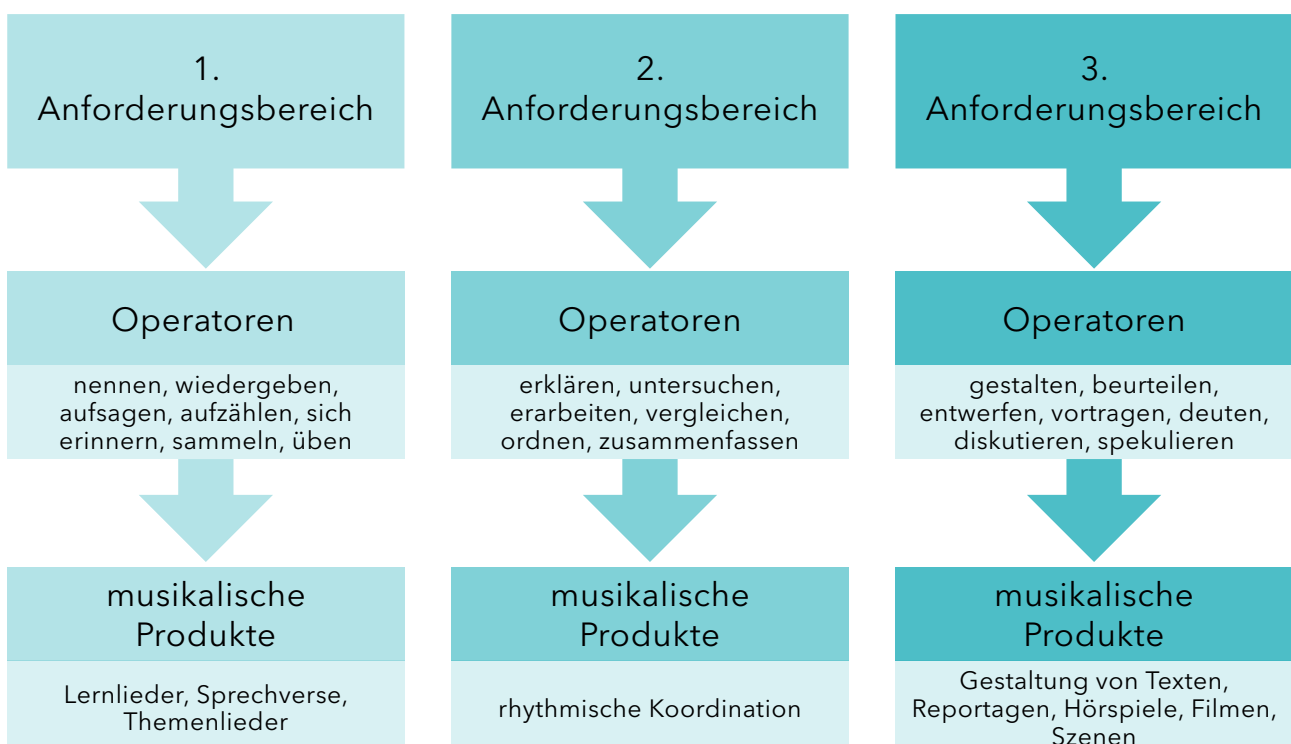 1.
Anforderungsbereich
Operatoren
nennen, wiedergeben,
aufsagen, aufzählen, sich
erinnern, sammeln, üben
musikalische
Produkte
Lernlieder, Sprechverse,
Themenlieder
2.
Anforderungsbereich
Operatoren
erklären, untersuchen,
erarbeiten, vergleichen,
ordnen, zusammenfassen
musikalische
Produkte
rhythmische Koordination
3.
Anforderungsbereich
Operatoren
gestalten, beurteilen,
entwerfen, vortragen, deuten,
diskutieren, spekulieren
musikalische
Produkte
Gestaltung von Texten,
Reportagen, Hörspiele, Filmen,
Szenen